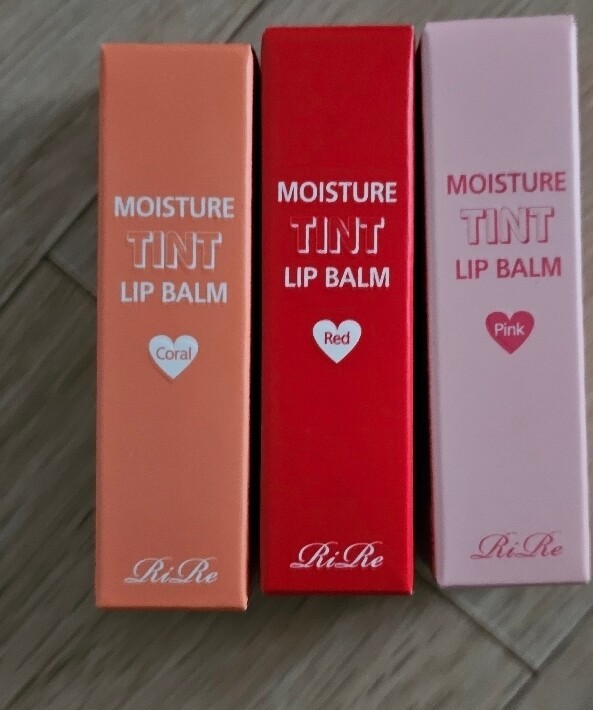 MOISTURE
TINT
LIP BALM
Coral
RiRe
MOISTURE
TINT
LIP BALM
Red
RiRe
MOISTURE
TINT
LIP BALM
Pink
RiRe